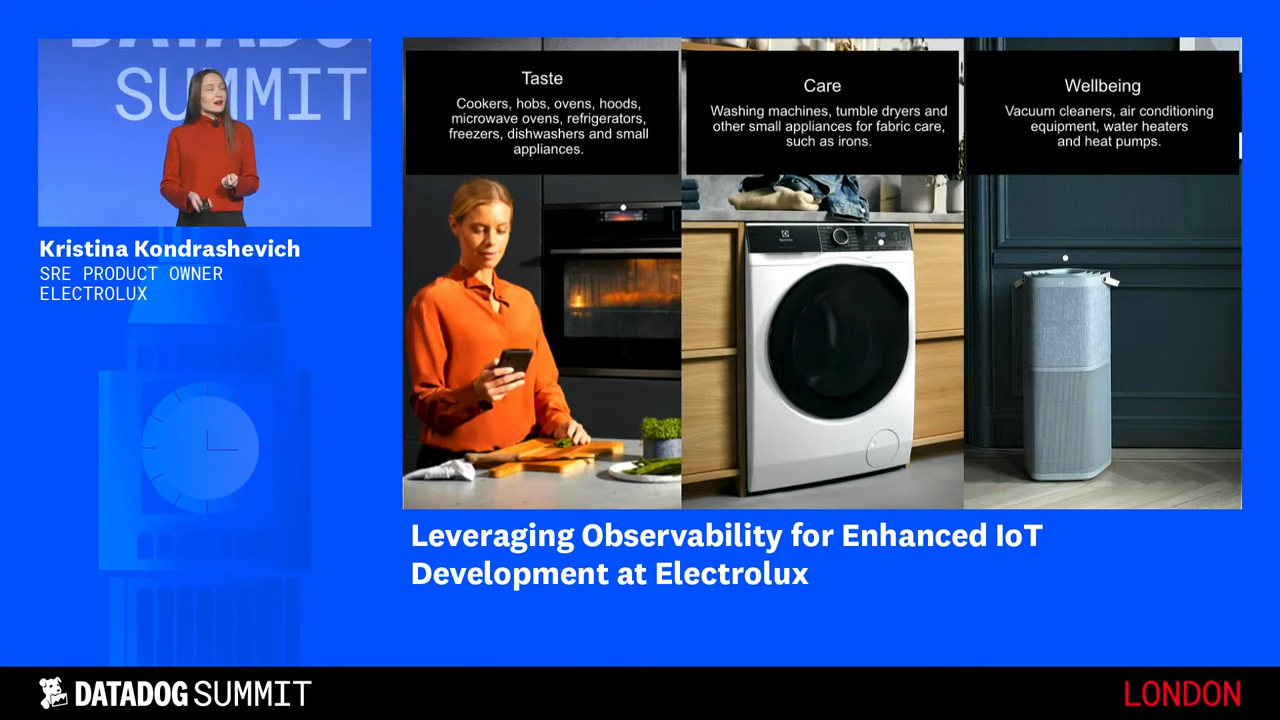 DATADOG
SUMMIT
Kristina Kondrashevich
SRE PRODUCT OWNER
ELECTROLUX
Taste
Cookers, hobs, ovens, hoods,
microwave ovens, refrigerators,
freezers, dishwashers and small
appliances.
Care
Washing machines, tumble dryers and
other small appliances for fabric care,
such as irons.
Wellbeing
Vacuum cleaners, air conditioning
equipment, water heaters
and heat pumps.
Electrolux
Leveraging Observability for Enhanced IoT
Development at Electrolux
DATADOG SUMMIT
LONDON